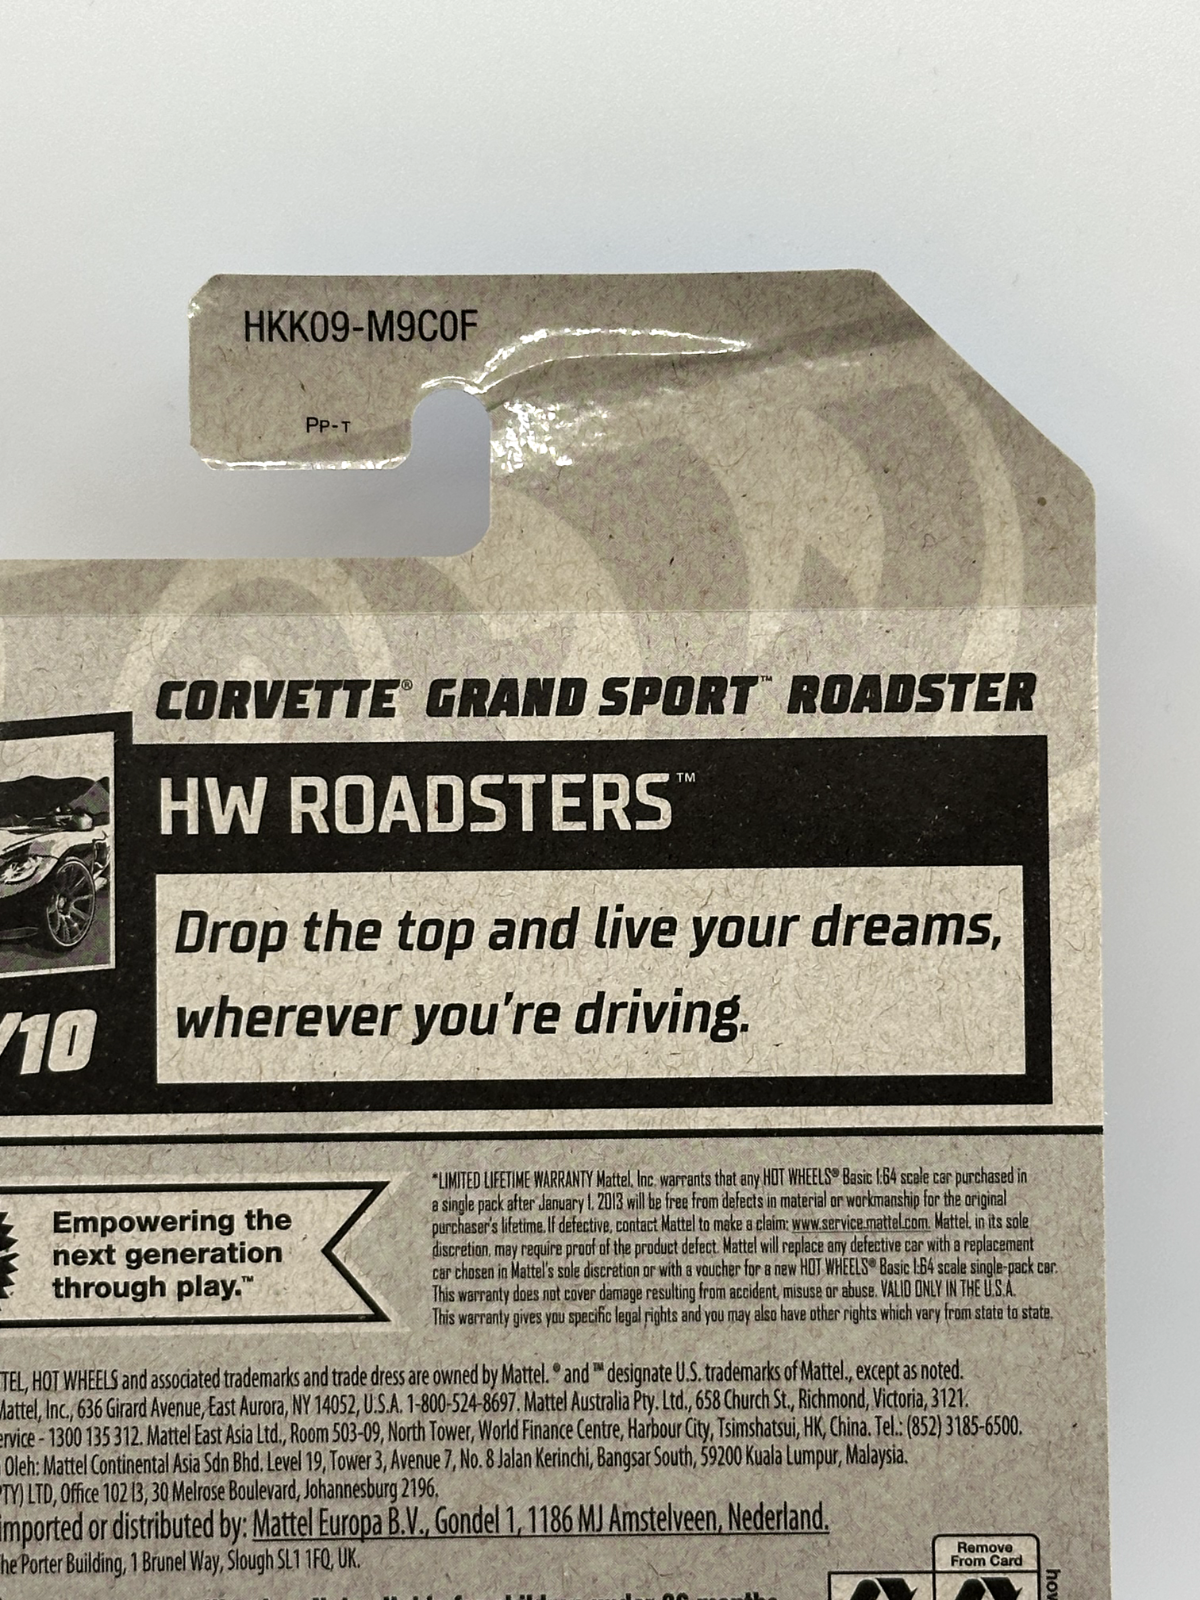 HKK09-M9C0F
PP-T
CORVETTE® GRAND SPORT™ ROADSTER
HW ROADSTERS™
Drop the top and live your dreams,
wherever you're driving.
/10
Empowering the
next generation
through play.™
*LIMITED LIFETIME WARRANTY Mattel, Inc. warrants that any HOT WHEELS® Basic 1:64 scale car purchased in
a single pack after January 1, 2013 will be free from defects in material or workmanship for the original
purchaser's lifetime. If defective, contact Mattel to make a claim: www.service.mattel.com. Mattel, in its sole
discretion, may require proof of the product defect. Mattel will replace any defective car with a replacement
car chosen in Mattel's sole discretion or with a voucher for a new HOT WHEELS® Basic 1:64 scale single-pack car.
This warranty does not cover damage resulting from accident, misuse or abuse. VALID ONLY IN THE U.S.A.
This warranty gives you specific legal rights and you may also have other rights which vary from state to state.
TEL, HOT WHEELS and associated trademarks and trade dress are owned by Mattel. ® and ™ designate U.S. trademarks of Mattel., except as noted.
Mattel, Inc., 636 Girard Avenue, East Aurora, NY 14052, U.S.A. 1-800-524-8697. Mattel Australia Pty. Ltd., 658 Church St., Richmond, Victoria, 3121.
ervice - 1300 135 312. Mattel East Asia Ltd., Room 503-09, North Tower, World Finance Centre, Harbour City, Tsimshatsui, HK, China. Tel.: (852) 3185-6500.
Oleh: Mattel Continental Asia Sdn Bhd. Level 19, Tower 3, Avenue 7, No. 8 Jalan Kerinchi, Bangsar South, 59200 Kuala Lumpur, Malaysia.
PTY) LTD, Office 102 I3, 30 Melrose Boulevard, Johannesburg 2196.
imported or distributed by: Mattel Europa B.V., Gondel 1, 1186 MJ Amstelveen, Nederland.
he Porter Building, 1 Brunel Way, Slough SL1 1FQ, UK.
Remove
From Card
how